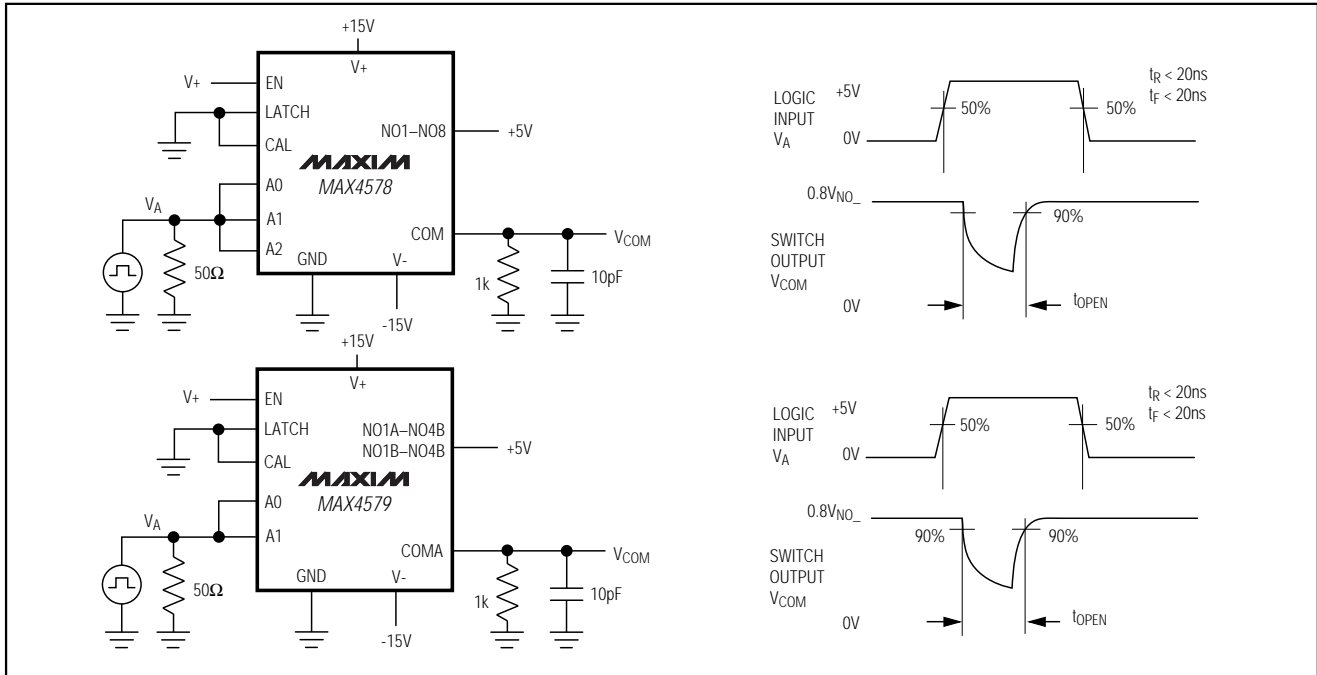 +15V
V+
V+
EN
LATCH
CAL
NO1–NO8
+5V
MAXIM
MAX4578
A0
VA
A1
A2
COM
VCOM
50Ω
GND
V-
1k
10pF
-15V
LOGIC
INPUT
VA
+5V
0V
50%
50%
tR < 20ns
tF < 20ns
0.8VNO_
90%
SWITCH
OUTPUT
VCOM
0V
tOPEN
+15V
V+
V+
EN
LATCH
CAL
NO1A–NO4B
NO1B–NO4B
+5V
MAXIM
MAX4579
A0
VA
A1
COMA
VCOM
50Ω
GND
V-
1k
10pF
-15V
LOGIC
INPUT
VA
+5V
0V
50%
50%
tR < 20ns
tF < 20ns
0.8VNO_
90%
90%
SWITCH
OUTPUT
VCOM
0V
tOPEN